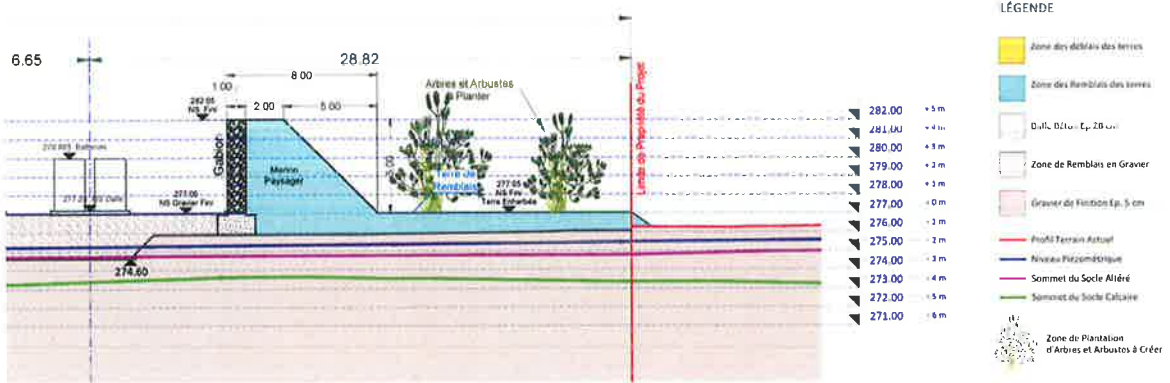 LÉGENDE
Zone des déblais des terres
Zone des Remblais des terres
Dalle Béton Ep 20 cm
Zone de Remblais en Gravier
Gravier de Finition Ep. 5 cm
Profil Terrain Actuel
Niveau Piézométrique
Sommet du Socle Altéré
Sommet du Socle Calcaire
Zone de Plantation
d'Arbres et Arbustes à Créer
6.65
28.82
8 00
1 00
2 00
5 00
5 00
282 05
NS Fini
Gabion
Merlon
Paysager
Arbres et Arbustes
à Planter
Terre de
Remblais
277 05
NS Fini
Terre Enherbée
Limite de Propriété du Projet
NS Gravier Fini
274.60
282.00 + 5 m
281.00 + 4 m
280.00 + 3 m
279.00 + 2 m
278.00 + 1 m
277.00 + 0 m
276.00 - 1 m
275.00 - 2 m
274.00 - 3 m
273.00 - 4 m
272.00 - 5 m
271.00 - 6 m